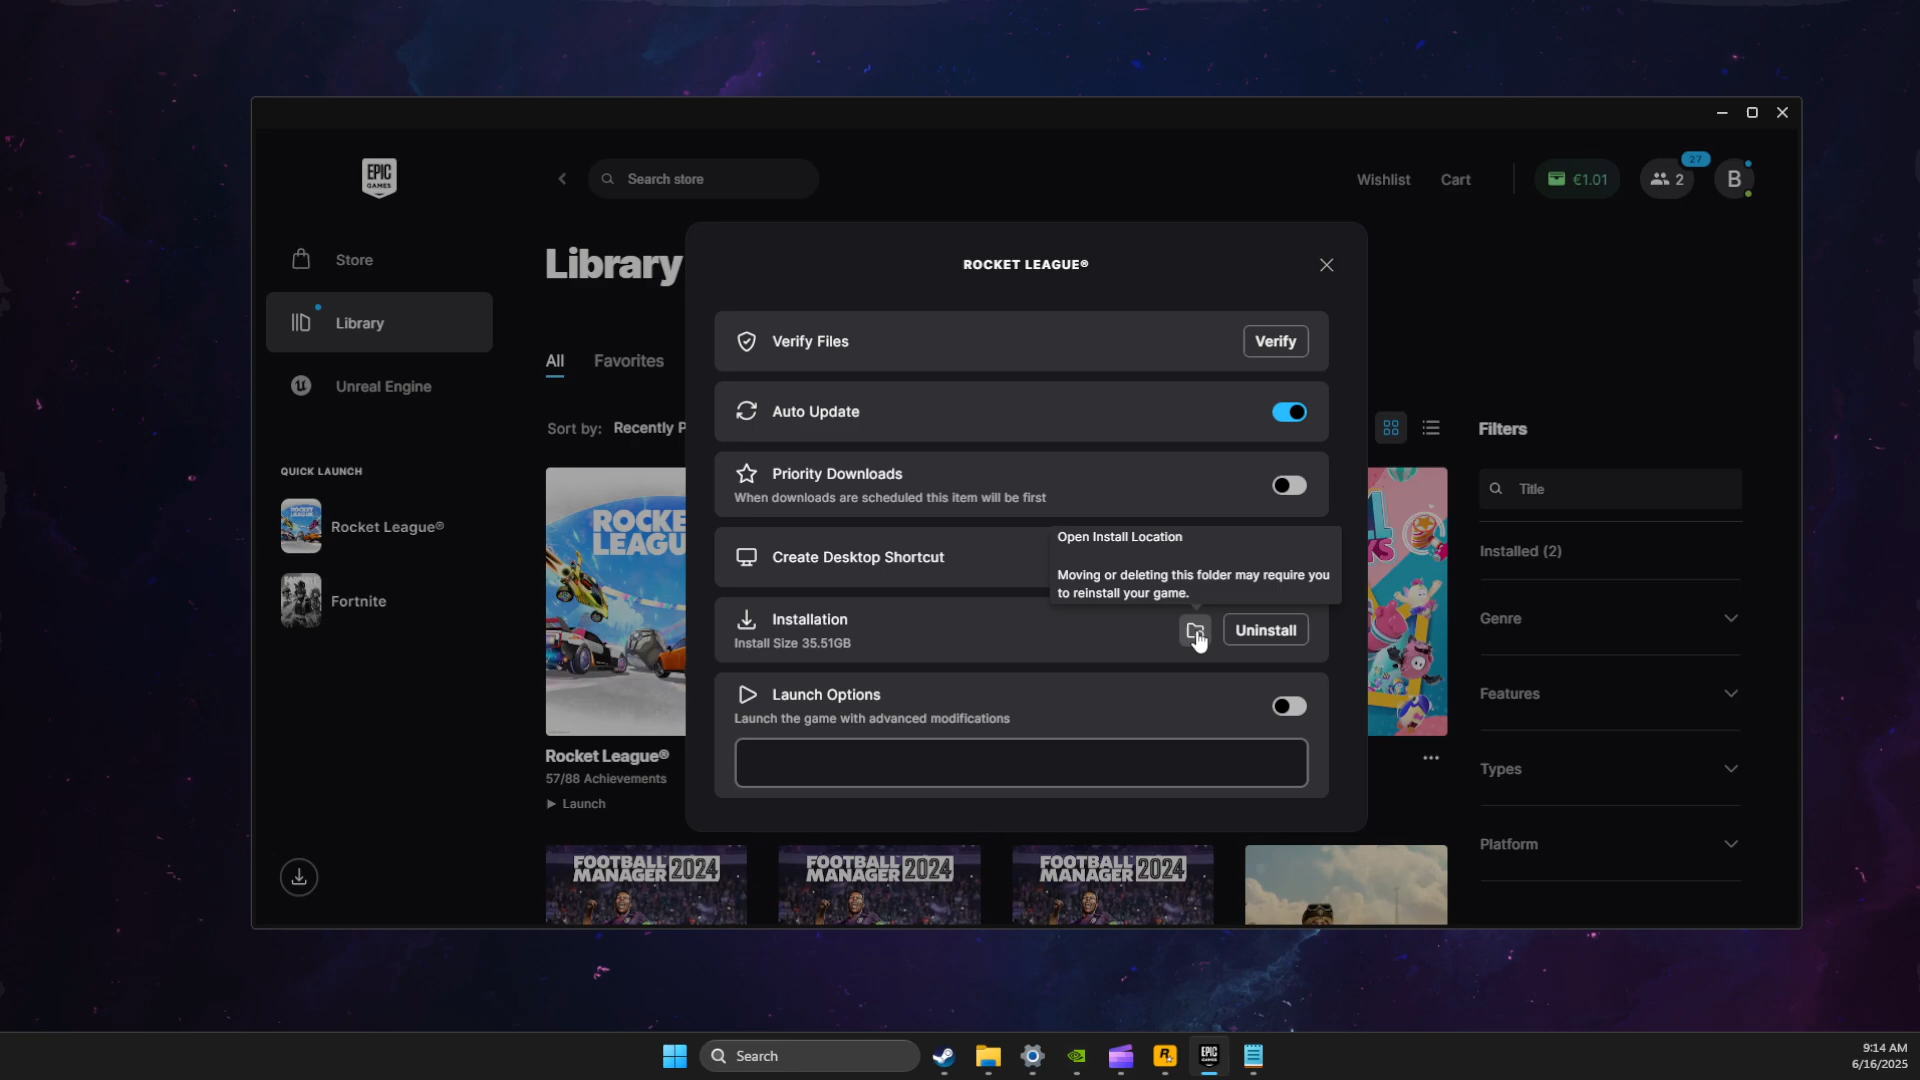 EPIC
GAMES
Search store
Wishlist
Cart
€1.01
2
27
B
Store
Library
Unreal Engine
QUICK LAUNCH
Rocket League®
Fortnite
Library
All
Favorites
Sort by:
Recently P
ROCKE
LEAGU
Rocket League®
57/88 Achievements
Launch
ROCKET LEAGUE®
Verify Files
Verify
Auto Update
Priority Downloads
When downloads are scheduled this item will be first
Create Desktop Shortcut
Open Install Location
Moving or deleting this folder may require you
to reinstall your game.
Installation
Install Size 35.51GB
Uninstall
Launch Options
Launch the game with advanced modifications
Filters
Title
Installed (2)
Genre
Features
Types
Platform
FOOTBALL
MANAGER 2024
FOOTBALL
MANAGER 2024
FOOTBALL
MANAGER 2024
Search
EPIC
GAMES
9:14 AM
6/16/2025